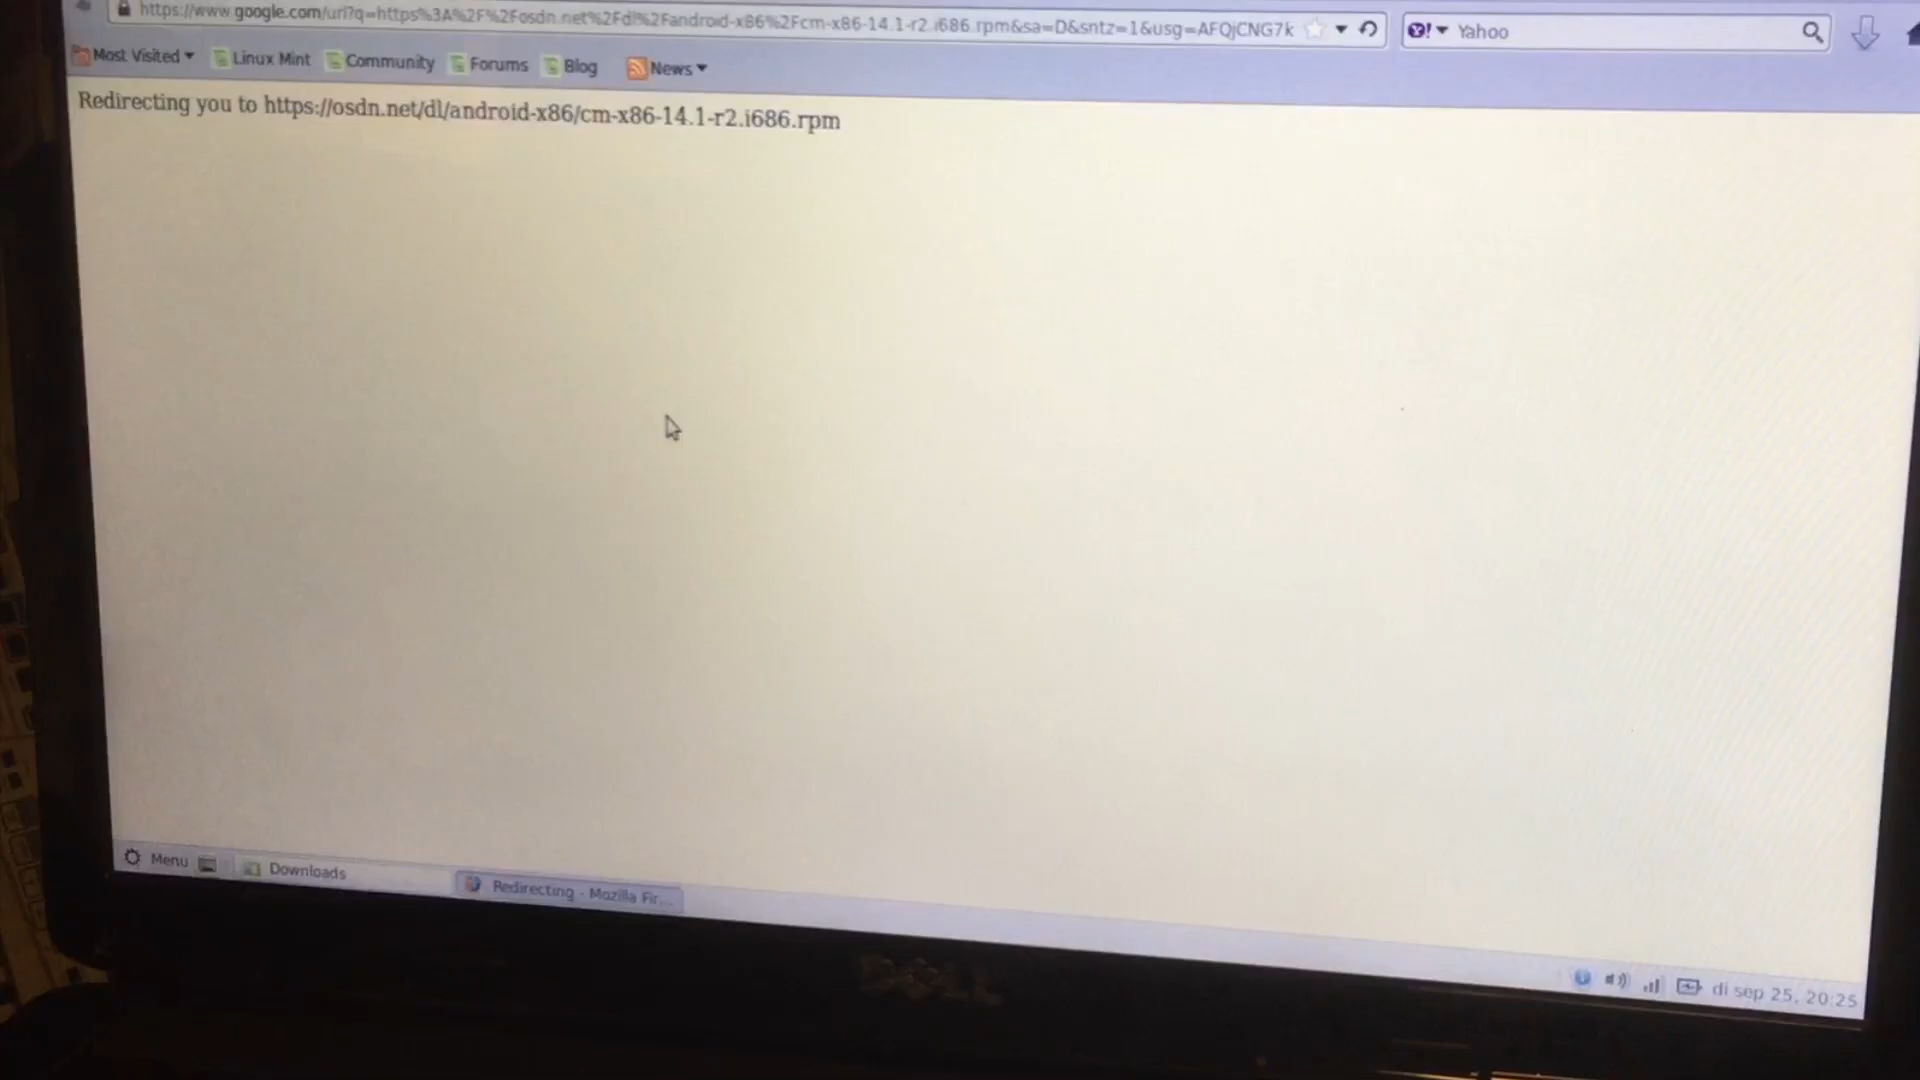 https://www.google.com/url?q=https%3A%2F%2Fosdn.net%2Fdl%2Fandroid-x86%2Fcm-x86-14.1-r2.i686.rpm&sa=D&sntz=1&usg=AFQjCNG7k
Yahoo
Most Visited
Linux Mint
Community
Forums
Blog
News
Redirecting you to https://osdn.net/dl/android-x86/cm-x86-14.1-r2.i686.rpm
Menu
Downloads
Redirecting - Mozilla Fir...
di sep 25, 20:25